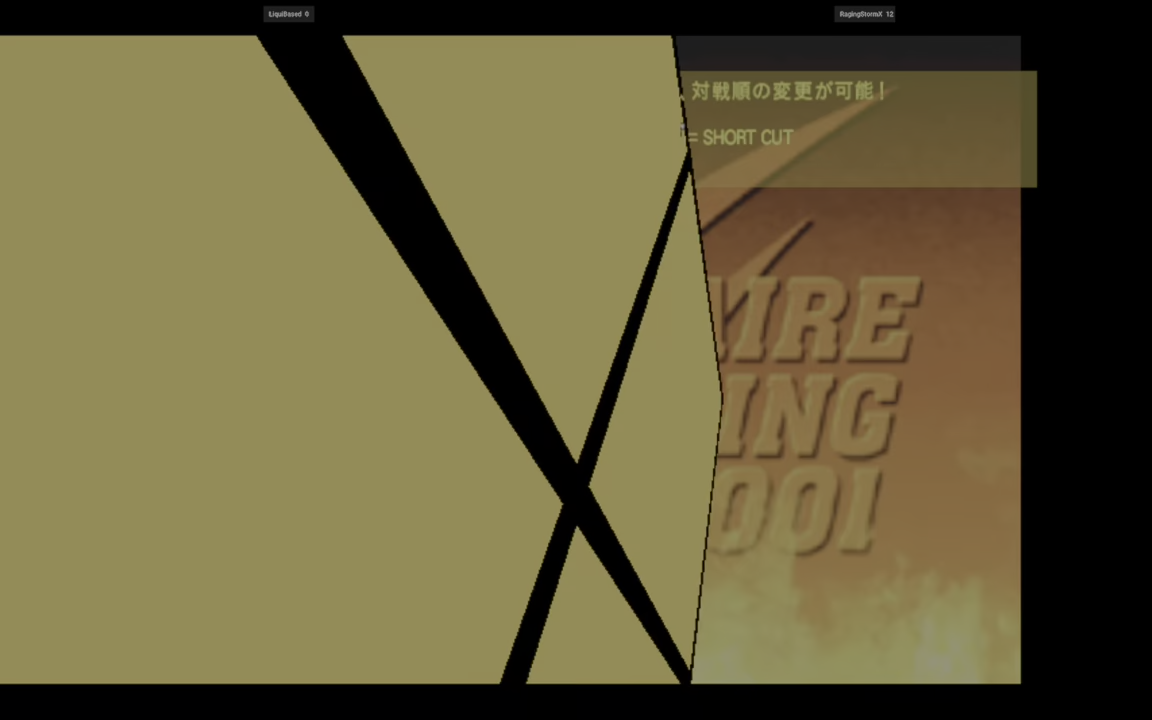 LiquiBased 0
RagingStormX 12
、対戦順の変更が可能！
= SHORT CUT
IRE
ING
001